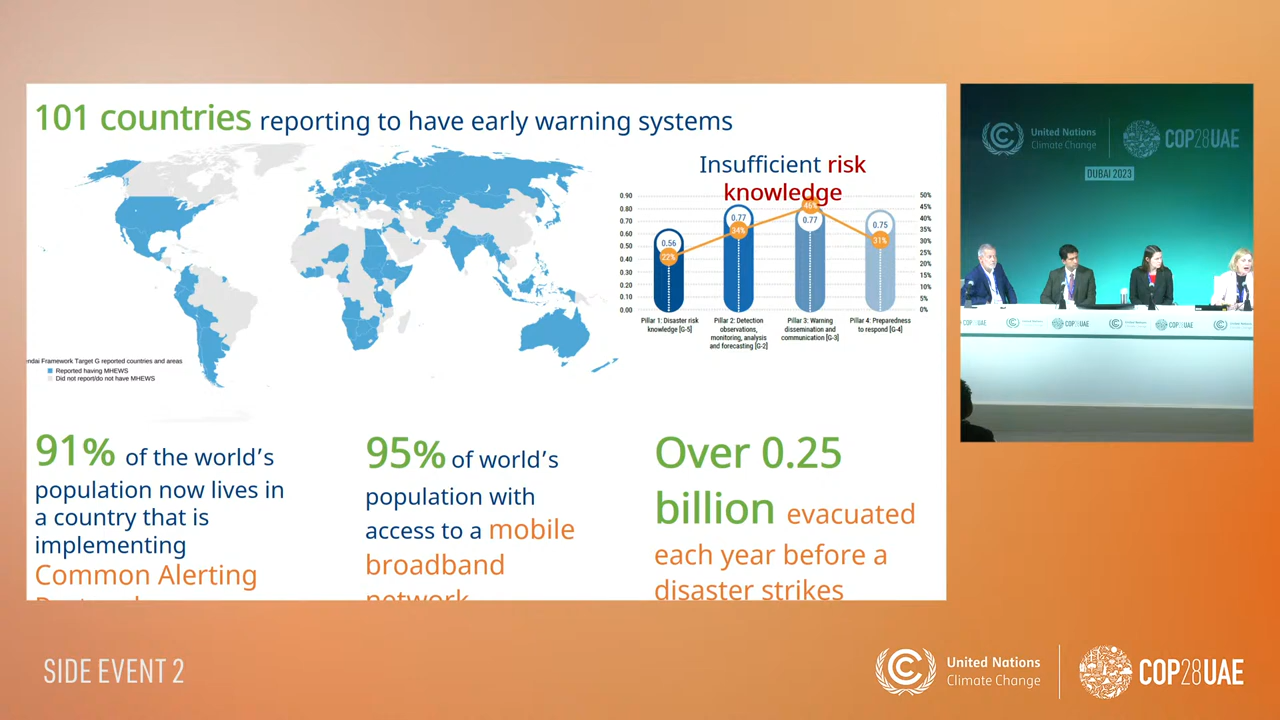 101 countries reporting to have early warning systems
Insufficient risk
knowledge
0.90
0.80
0.70
0.60
0.50
0.40
0.30
0.20
0.10
0.00
50%
45%
40%
35%
30%
25%
20%
15%
10%
5%
0%
0.56
22%
0.77
34%
46%
0.77
0.75
31%
Pillar 1: Disaster risk
knowledge [G-5]
Pillar 2: Detection
observations,
monitoring, analysis
and forecasting [G-2]
Pillar 3: Warning
dissemination and
communication [G-3]
Pillar 4: Preparedness
to respond [G-4]
ndai Framework Target G reported countries and areas
Reported having MHEWS
Did not report/do not have MHEWS
91% of the world's
population now lives in
a country that is
implementing
Common Alerting
95% of world's
population with
access to a mobile
broadband
network
Over 0.25
billion evacuated
each year before a
disaster strikes
United Nations
Climate Change
COP28UAE
DUBAI 2023
SIDE EVENT 2
United Nations
Climate Change
COP28UAE